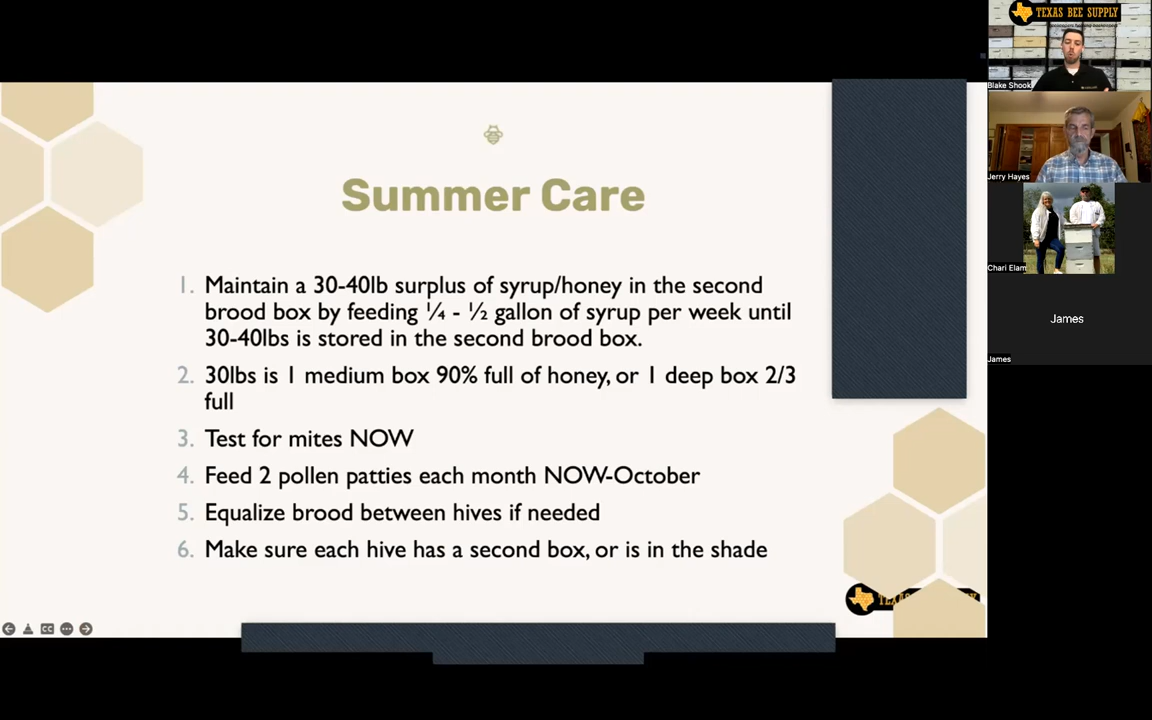 Summer Care
1. Maintain a 30-40lb surplus of syrup/honey in the second
brood box by feeding ¼ - ½ gallon of syrup per week until
30-40lbs is stored in the second brood box.
2. 30lbs is 1 medium box 90% full of honey, or 1 deep box 2/3
full
3. Test for mites NOW
4. Feed 2 pollen patties each month NOW-October
5. Equalize brood between hives if needed
6. Make sure each hive has a second box, or is in the shade
CC
TEXAS BEE SUPPLY
Blake Shook
Jerry Hayes
Chari Elam
James
James